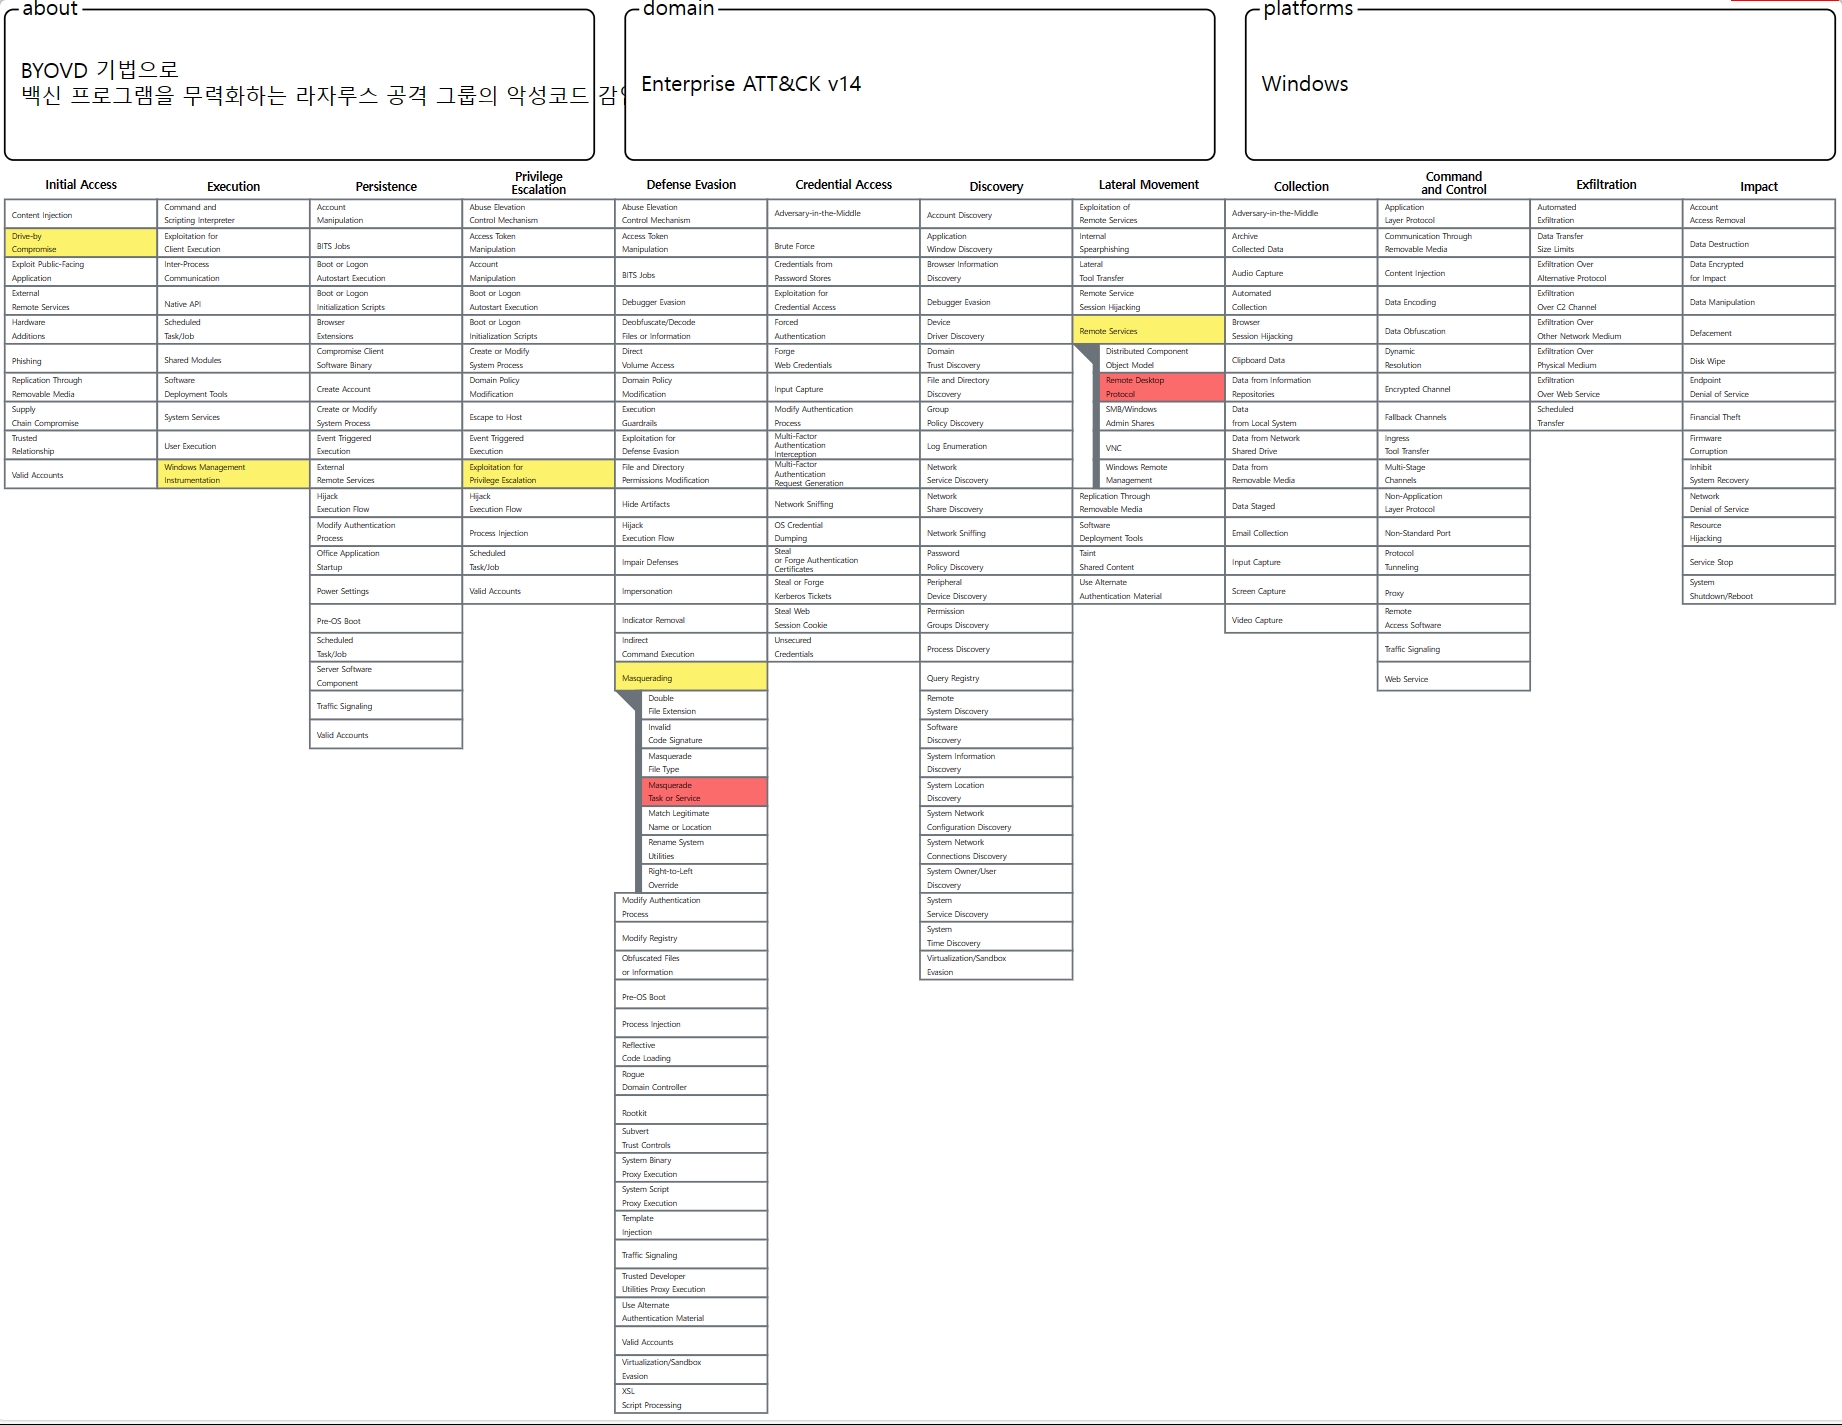 about
BYOVD 기법으로
백신 프로그램을 무력화하는 라자루스 공격 그룹의 악성코드
domain
Enterprise ATT&CK v14
platforms
Windows
Initial Access
Content Injection
Drive-by
Compromise
Exploit Public-Facing
Application
External
Remote Services
Hardware
Additions
Phishing
Replication Through
Removable Media
Supply
Chain Compromise
Trusted
Relationship
Valid Accounts
Execution
Command and
Scripting Interpreter
Exploitation for
Client Execution
Inter-Process
Communication
Native API
Scheduled
Task/Job
Shared Modules
Software
Deployment Tools
System Services
User Execution
Windows Management
Instrumentation
Persistence
Account
Manipulation
BITS Jobs
Boot or Logon
Autostart Execution
Boot or Logon
Initialization Scripts
Browser
Extensions
Compromise Client
Software Binary
Create Account
Create or Modify
System Process
Event Triggered
Execution
External
Remote Services
Hijack
Execution Flow
Modify Authentication
Process
Office Application
Startup
Power Settings
Pre-OS Boot
Scheduled
Task/Job
Server Software
Component
Traffic Signaling
Valid Accounts
Privilege
Escalation
Abuse Elevation
Control Mechanism
Access Token
Manipulation
Account
Manipulation
Boot or Logon
Autostart Execution
Boot or Logon
Initialization Scripts
Create or Modify
System Process
Domain Policy
Modification
Escape to Host
Event Triggered
Execution
Exploitation for
Privilege Escalation
Hijack
Execution Flow
Process Injection
Scheduled
Task/Job
Valid Accounts
Defense Evasion
Abuse Elevation
Control Mechanism
Access Token
Manipulation
BITS Jobs
Debugger Evasion
Deobfuscate/Decode
Files or Information
Direct
Volume Access
Domain Policy
Modification
Execution
Guardrails
Exploitation for
Defense Evasion
File and Directory
Permissions Modification
Hide Artifacts
Hijack
Execution Flow
Impair Defenses
Impersonation
Indicator Removal
Indirect
Command Execution
Masquerading
Double
File Extension
Invalid
Code Signature
Masquerade
File Type
Masquerade
Task or Service
Match Legitimate
Name or Location
Rename System
Utilities
Right-to-Left
Override
Modify Authentication
Process
Modify Registry
Obfuscated Files
or Information
Pre-OS Boot
Process Injection
Reflective
Code Loading
Rogue
Domain Controller
Rootkit
Subvert
Trust Controls
System Binary
Proxy Execution
System Script
Proxy Execution
Template
Injection
Traffic Signaling
Trusted Developer
Utilities Proxy Execution
Use Alternate
Authentication Material
Valid Accounts
Virtualization/Sandbox
Evasion
XSL
Script Processing
Credential Access
Adversary-in-the-Middle
Brute Force
Credentials from
Password Stores
Exploitation for
Credential Access
Forced
Authentication
Forge
Web Credentials
Input Capture
Modify Authentication
Process
Multi-Factor
Authentication
Interception
Multi-Factor
Authentication
Request Generation
Network Sniffing
OS Credential
Dumping
Steal
or Forge Authentication
Certificates
Steal or Forge
Kerberos Tickets
Steal Web
Session Cookie
Unsecured
Credentials
Discovery
Account Discovery
Application
Window Discovery
Browser Information
Discovery
Debugger Evasion
Device
Driver Discovery
Domain
Trust Discovery
File and Directory
Discovery
Group
Policy Discovery
Log Enumeration
Network
Service Discovery
Network
Share Discovery
Network Sniffing
Password
Policy Discovery
Peripheral
Device Discovery
Permission
Groups Discovery
Process Discovery
Query Registry
Remote
System Discovery
Software
Discovery
System Information
Discovery
System Location
Discovery
System Network
Configuration Discovery
System Network
Connections Discovery
System Owner/User
Discovery
System
Service Discovery
System
Time Discovery
Virtualization/Sandbox
Evasion
Lateral Movement
Exploitation of
Remote Services
Internal
Spearphishing
Lateral
Tool Transfer
Remote Service
Session Hijacking
Remote Services
Distributed Component
Object Model
Remote Desktop
Protocol
SMB/Windows
Admin Shares
VNC
Windows Remote
Management
Replication Through
Removable Media
Software
Deployment Tools
Taint
Shared Content
Use Alternate
Authentication Material
Collection
Adversary-in-the-Middle
Archive
Collected Data
Audio Capture
Automated
Collection
Browser
Session Hijacking
Clipboard Data
Data from Information
Repositories
Data
from Local System
Data from Network
Shared Drive
Data from
Removable Media
Data Staged
Email Collection
Input Capture
Screen Capture
Video Capture
Command
and Control
Application
Layer Protocol
Communication Through
Removable Media
Content Injection
Data Encoding
Data Obfuscation
Dynamic
Resolution
Encrypted Channel
Fallback Channels
Ingress
Tool Transfer
Multi-Stage
Channels
Non-Application
Layer Protocol
Non-Standard Port
Protocol
Tunneling
Proxy
Remote
Access Software
Traffic Signaling
Web Service
Exfiltration
Automated
Exfiltration
Data Transfer
Size Limits
Exfiltration Over
Alternative Protocol
Exfiltration
Over C2 Channel
Exfiltration Over
Other Network Medium
Exfiltration Over
Physical Medium
Exfiltration
Over Web Service
Scheduled
Transfer
Impact
Account
Access Removal
Data Destruction
Data Encrypted
for Impact
Data Manipulation
Defacement
Disk Wipe
Endpoint
Denial of Service
Financial Theft
Firmware
Corruption
Inhibit
System Recovery
Network
Denial of Service
Resource
Hijacking
Service Stop
System
Shutdown/Reboot